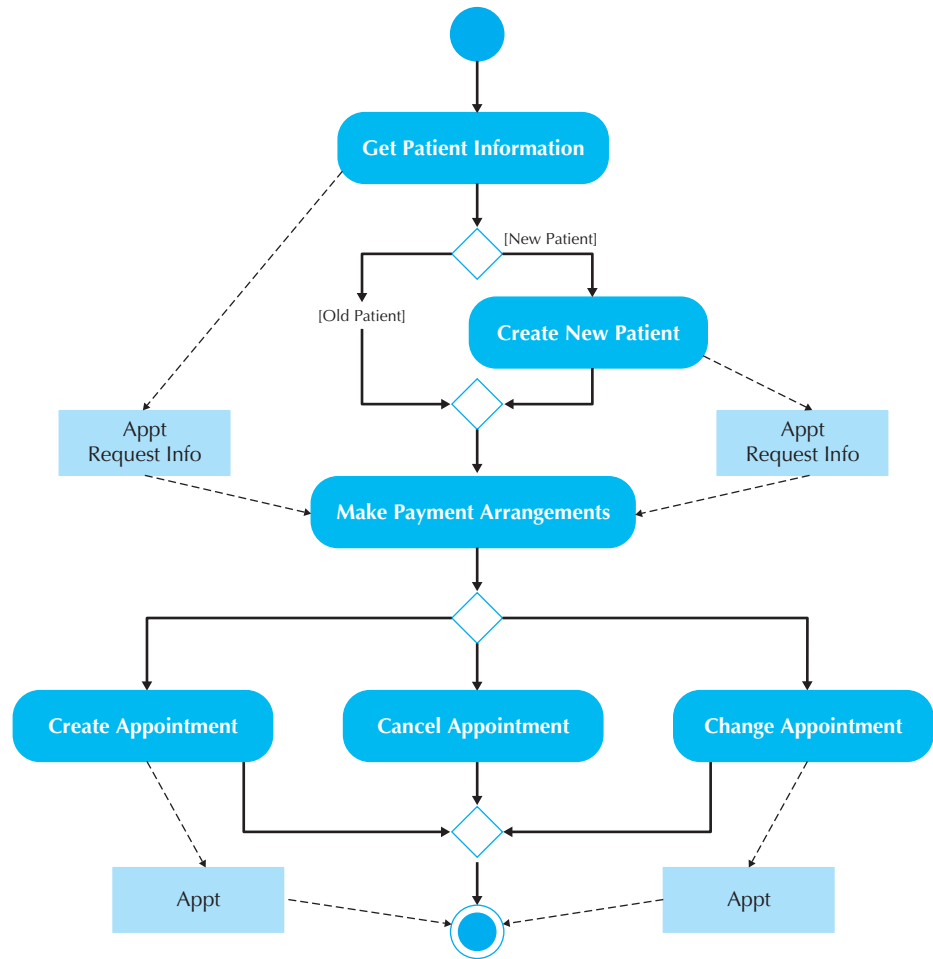 Get Patient Information
[New Patient]
[Old Patient]
Create New Patient
Appt
Request Info
Appt
Request Info
Make Payment Arrangements
Create Appointment
Cancel Appointment
Change Appointment
Appt
Appt